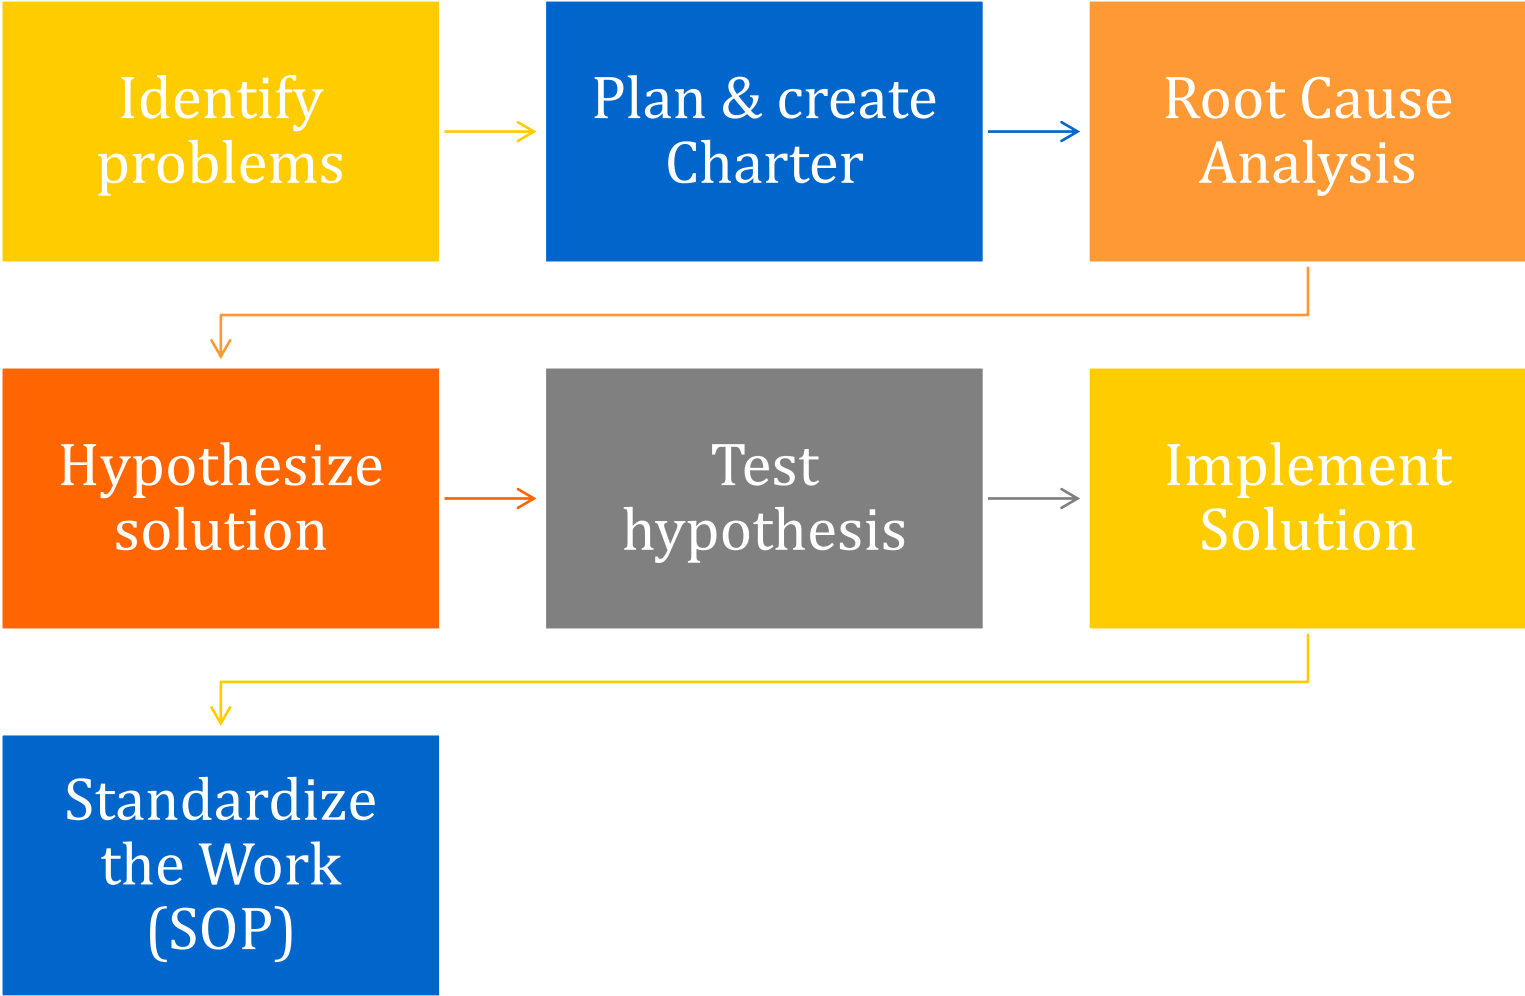 Identify
problems
Plan & create
Charter
Root Cause
Analysis
Hypothesize
solution
Test
hypothesis
Implement
Solution
Standardize
the Work
(SOP)